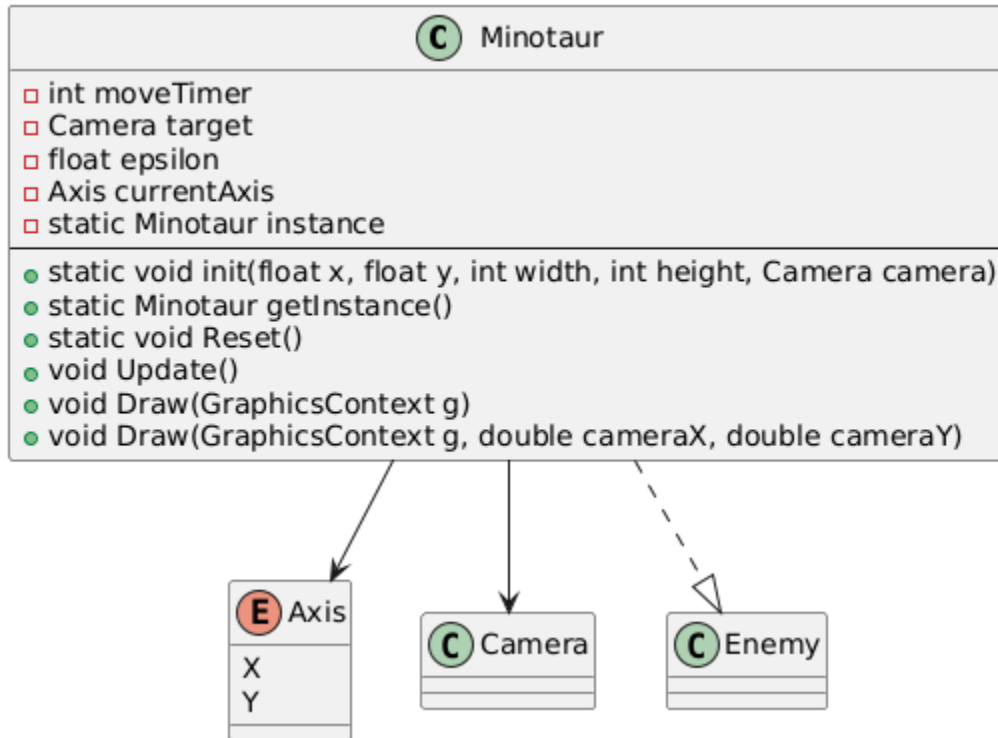 C Minotaur
int moveTimer
Camera target
float epsilon
Axis currentAxis
static Minotaur instance
static void init(float x, float y, int width, int height, Camera camera)
static Minotaur getInstance()
static void Reset()
void Update()
void Draw(GraphicsContext g)
void Draw(GraphicsContext g, double cameraX, double cameraY)
E Axis
X
Y
C Camera
C Enemy